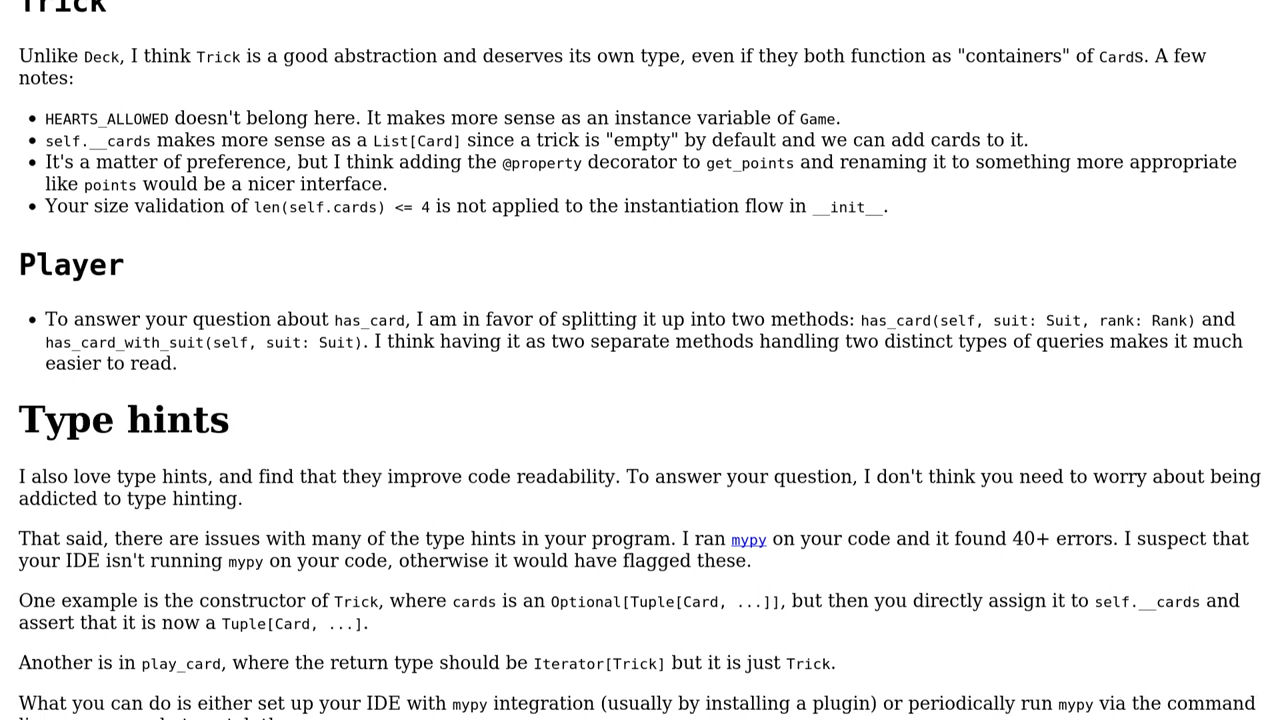 Trick
Unlike Deck, I think Trick is a good abstraction and deserves its own type, even if they both function as "containers" of Cards. A few
notes:
HEARTS_ALLOWED doesn't belong here. It makes more sense as an instance variable of Game.
self.__cards makes more sense as a List[Card] since a trick is "empty" by default and we can add cards to it.
It's a matter of preference, but I think adding the @property decorator to get_points and renaming it to something more appropriate
like points would be a nicer interface.
Your size validation of len(self.cards) <= 4 is not applied to the instantiation flow in __init__.
Player
To answer your question about has_card, I am in favor of splitting it up into two methods: has_card(self, suit: Suit, rank: Rank) and
has_card_with_suit(self, suit: Suit). I think having it as two separate methods handling two distinct types of queries makes it much
easier to read.
Type hints
I also love type hints, and find that they improve code readability. To answer your question, I don't think you need to worry about being
addicted to type hinting.
That said, there are issues with many of the type hints in your program. I ran mypy on your code and it found 40+ errors. I suspect that
your IDE isn't running mypy on your code, otherwise it would have flagged these.
One example is the constructor of Trick, where cards is an Optional[Tuple[Card, ...]], but then you directly assign it to self.__cards and
assert that it is now a Tuple[Card, ...].
Another is in play_card, where the return type should be Iterator[Trick] but it is just Trick.
What you can do is either set up your IDE with mypy integration (usually by installing a plugin) or periodically run mypy via the command